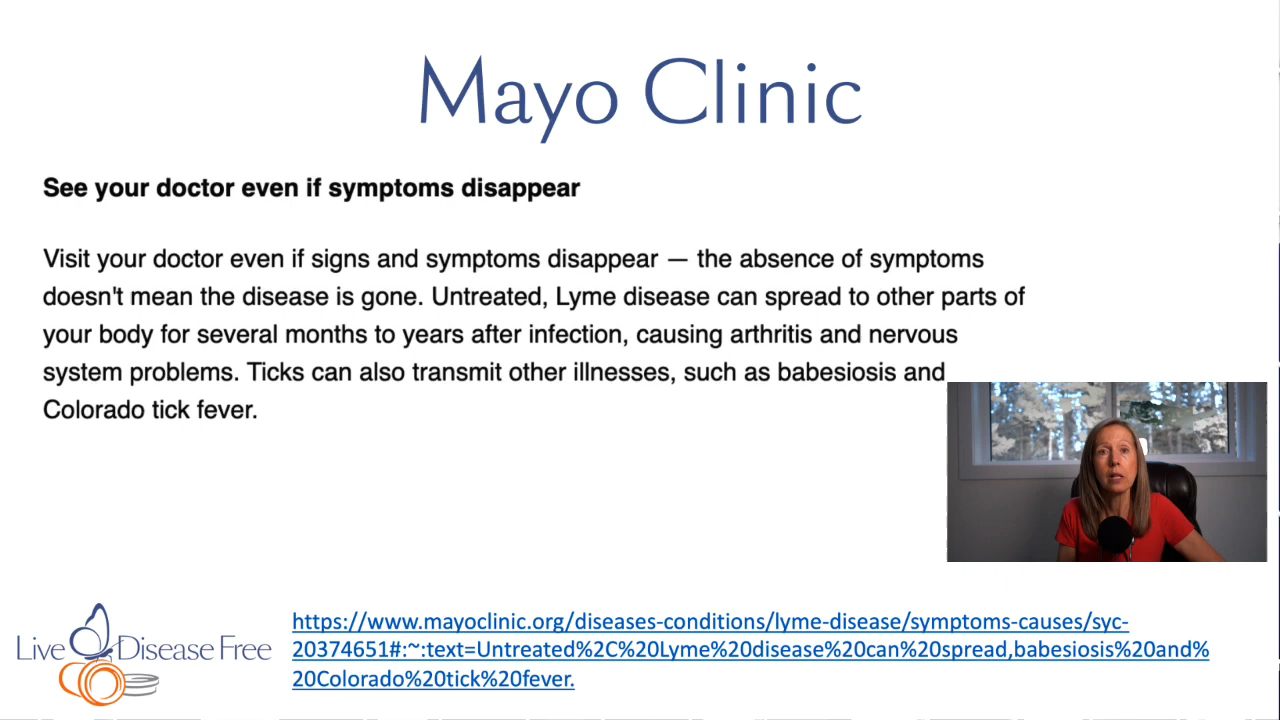 Mayo Clinic
See your doctor even if symptoms disappear
Visit your doctor even if signs and symptoms disappear — the absence of symptoms
doesn't mean the disease is gone. Untreated, Lyme disease can spread to other parts of
your body for several months to years after infection, causing arthritis and nervous
system problems. Ticks can also transmit other illnesses, such as babesiosis and
Colorado tick fever.
Live Disease Free
https://www.mayoclinic.org/diseases-conditions/lyme-disease/symptoms-causes/syc-
20374651#:~:text=Untreated%2C%20Lyme%20disease%20can%20spread,babesiosis%20and%
20Colorado%20tick%20fever.